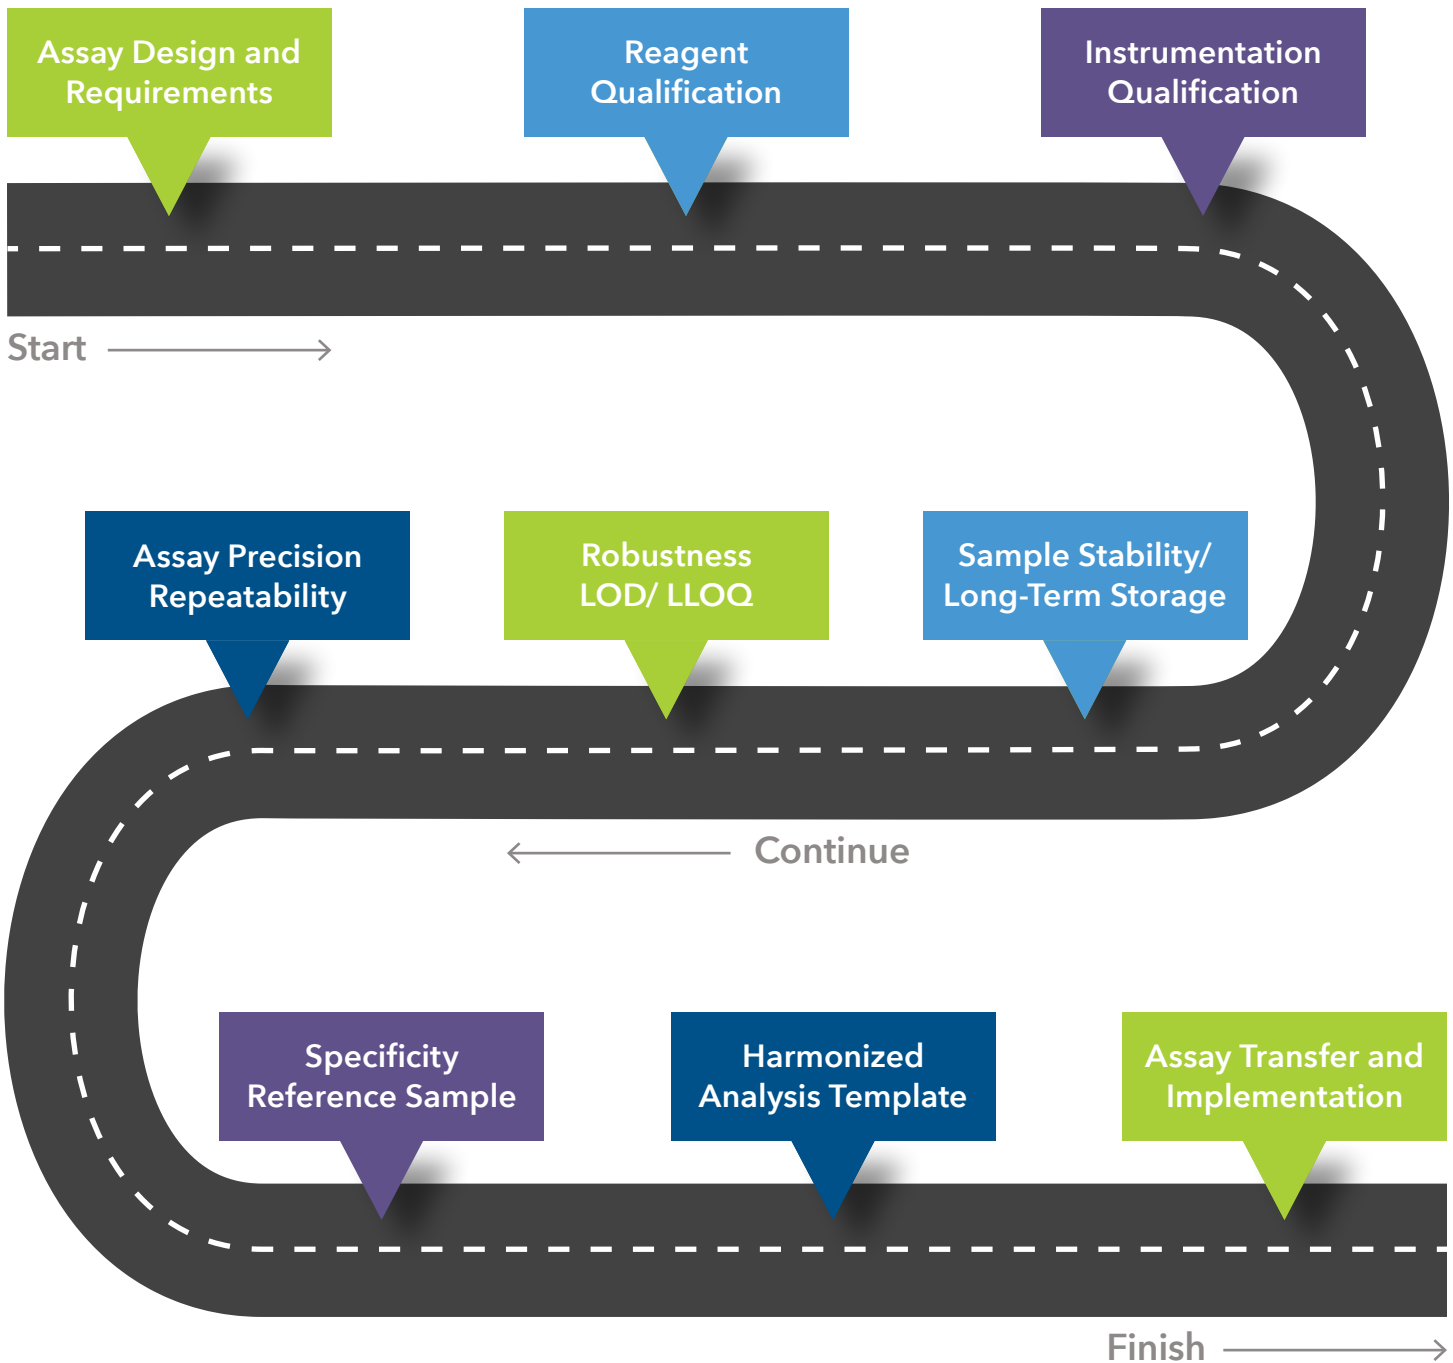 Assay Design and
Requirements
Reagent
Qualification
Instrumentation
Qualification
Start
Assay Precision
Repeatability
Robustness
LOD/ LLOQ
Sample Stability/
Long-Term Storage
Continue
Specificity
Reference Sample
Harmonized
Analysis Template
Assay Transfer and
Implementation
Finish